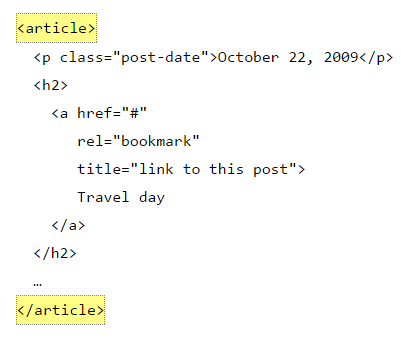 <article>
<p class="post-date">October 22, 2009</p>
<h2>
<a href="#"
rel="bookmark"
title="link to this post">
Travel day
</a>
</h2>
…
</article>